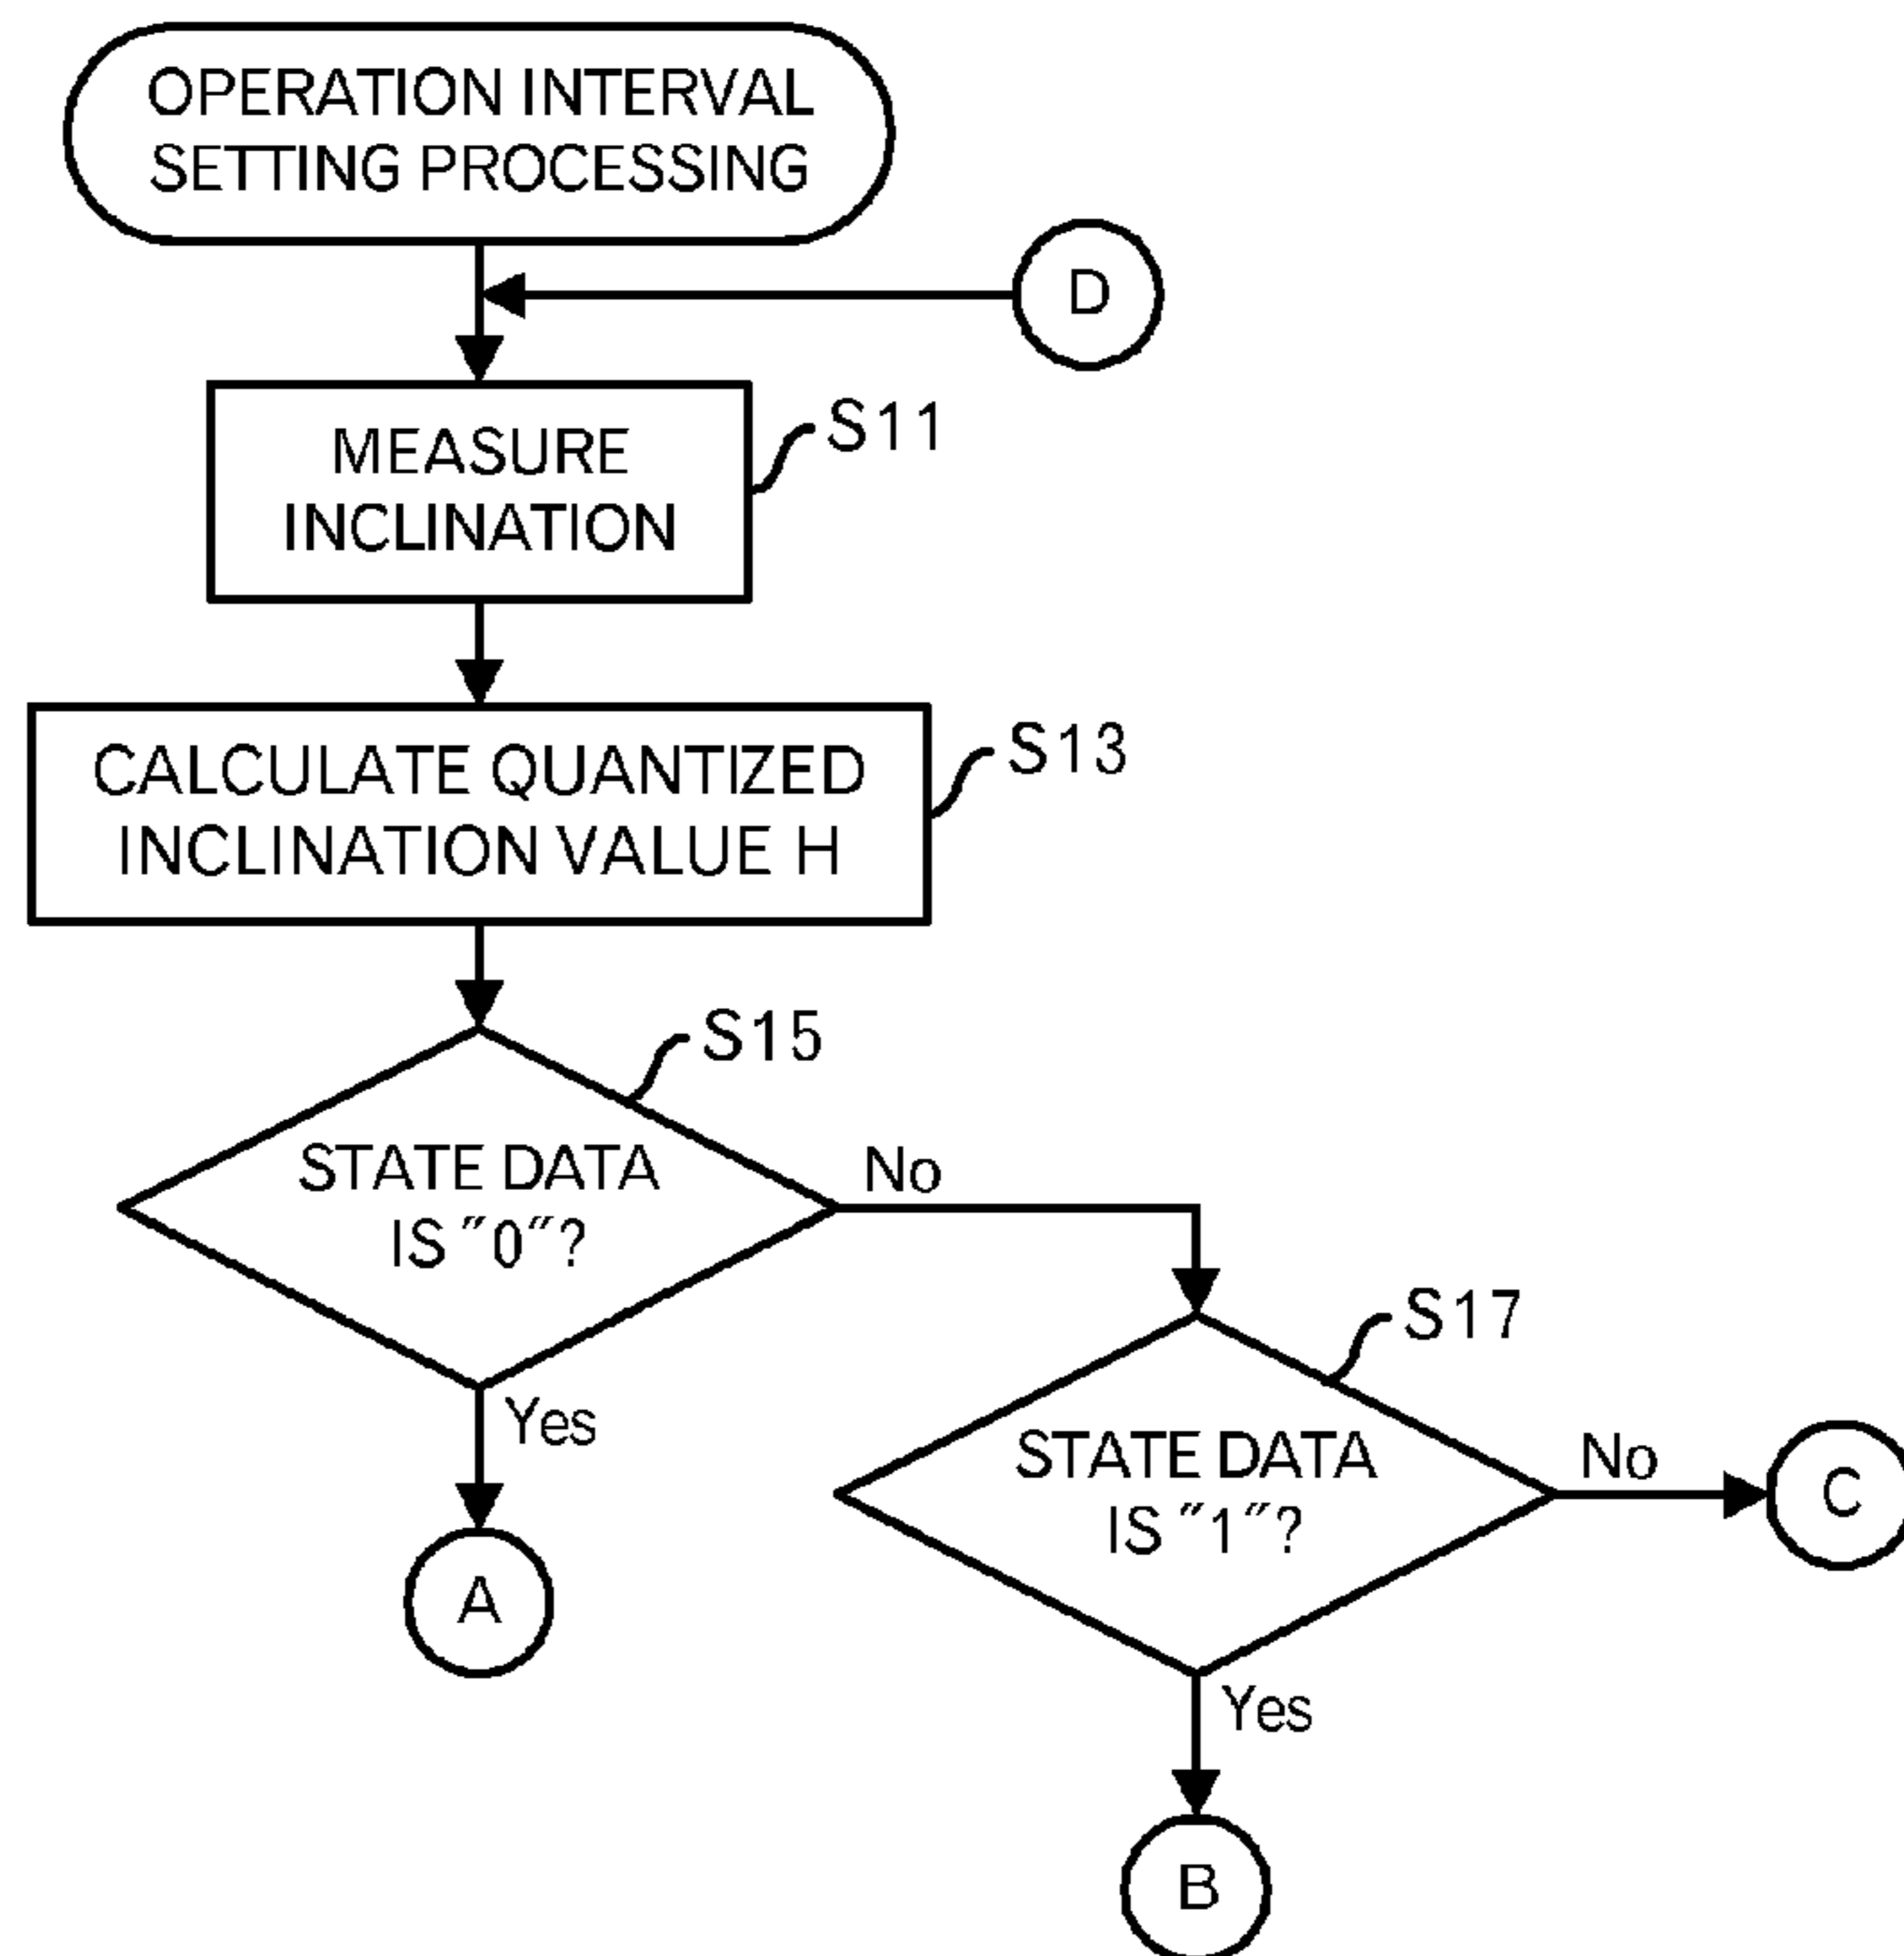 OPERATION INTERVAL
SETTING PROCESSING
D
MEASURE
INCLINATION
S11
CALCULATE QUANTIZED
INCLINATION VALUE H
S13
S15
STATE DATA
IS "0"?
No
Yes
A
S17
STATE DATA
IS "1"?
No
C
Yes
B